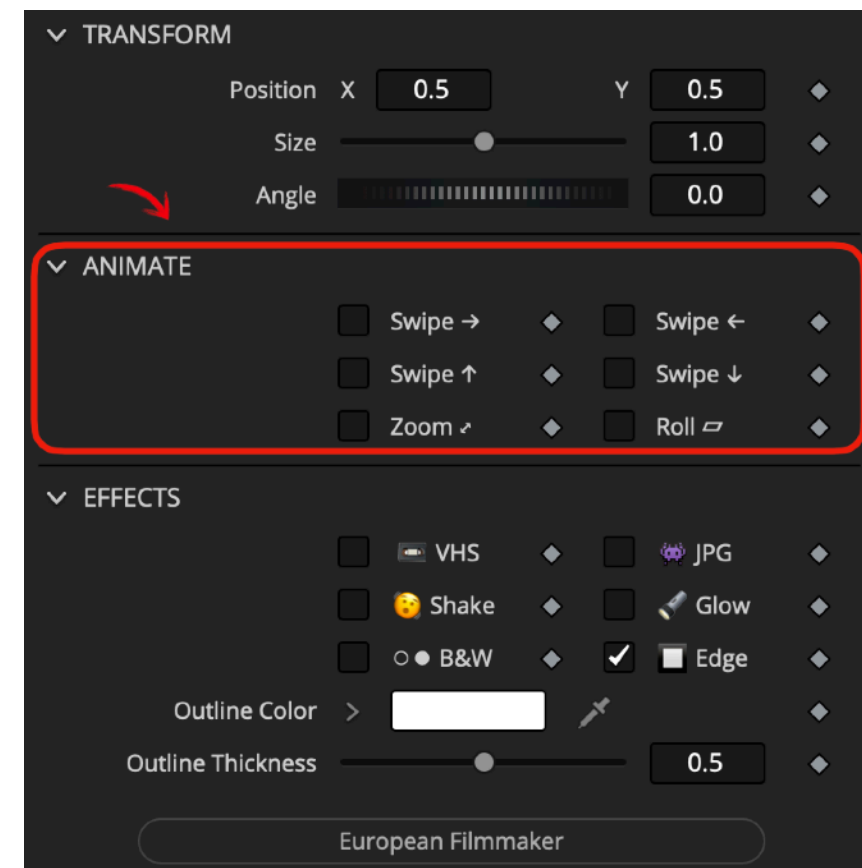 TRANSFORM
Position X 0.5 Y 0.5
Size 1.0
Angle 0.0
ANIMATE
Swipe → Swipe ←
Swipe ↑ Swipe ↓
Zoom ⤢ Roll ▱
EFFECTS
📼 VHS 👾 JPG
🥴 Shake 🔦 Glow
○● B&W 🔲 Edge
Outline Color
Outline Thickness 0.5
European Filmmaker